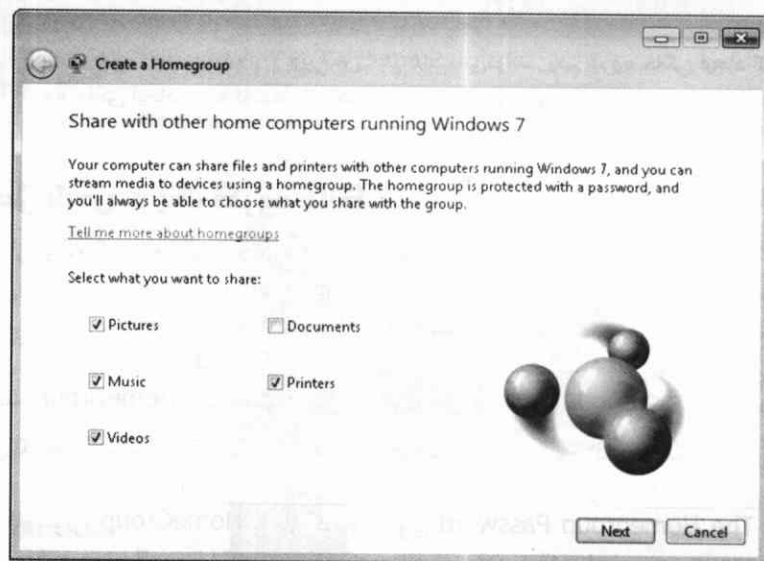 Create a Homegroup
Share with other home computers running Windows 7
Your computer can share files and printers with other computers running Windows 7, and you can
stream media to devices using a homegroup. The homegroup is protected with a password, and
you'll always be able to choose what you share with the group.
Tell me more about homegroups
Select what you want to share:
Pictures
Documents
Music
Printers
Videos
Next
Cancel